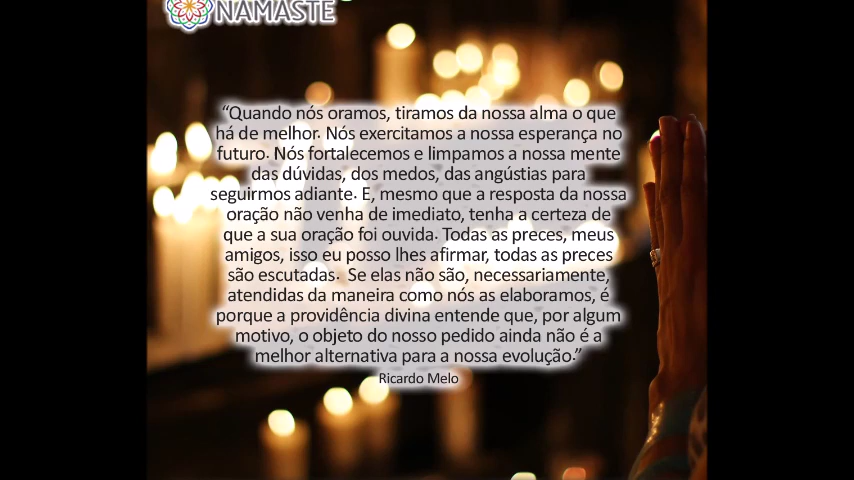 NAMASTE
“Quando nós oramos, tiramos da nossa alma o que
há de melhor. Nós exercitamos a nossa esperança no
futuro. Nós fortalecemos e limpamos a nossa mente
das dúvidas, dos medos, das angústias para
seguirmos adiante. E, mesmo que a resposta da nossa
oração não venha de imediato, tenha a certeza de
que a sua oração foi ouvida. Todas as preces, meus
amigos, isso eu posso lhes afirmar, todas as preces
são escutadas. Se elas não são, necessariamente,
atendidas da maneira como nós as elaboramos, é
porque a providência divina entende que, por algum
motivo, o objeto do nosso pedido ainda não é a
melhor alternativa para a nossa evolução.”
Ricardo Melo